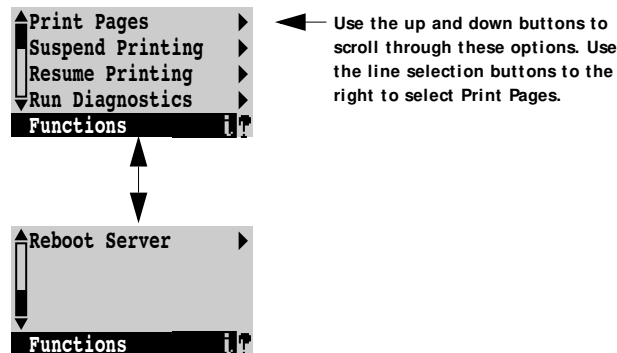 Print Pages
Suspend Printing
Resume Printing
Run Diagnostics
Functions
Use the up and down buttons to
scroll through these options. Use
the line selection buttons to the
right to select Print Pages.
Reboot Server
Functions